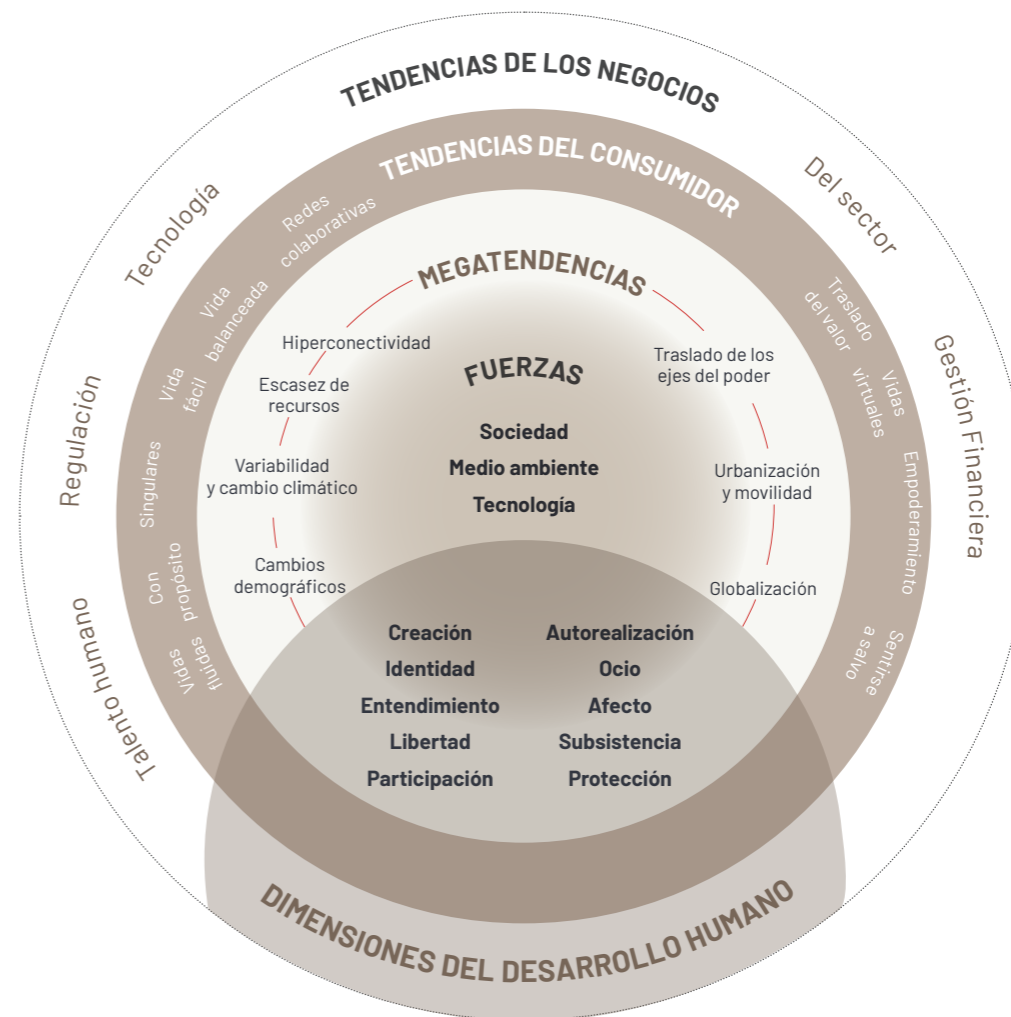 TENDENCIAS DE LOS NEGOCIOS
Talento humano
Regulación
Tecnología
Del sector
Gestión Financiera
TENDENCIAS DEL CONSUMIDOR
Vidas
fluidas
Con
propósito
Singulares
Vida
fácil
Vida
balanceada
Redes
colaborativas
Traslado
del valor
Vidas
virtuales
Empoderamiento
Sentirse
a salvo
MEGATENDENCIAS
Hiperconectividad
Escasez de
recursos
Variabilidad
y cambio climático
Cambios
demográficos
Traslado de los
ejes del poder
Urbanización
y movilidad
Globalización
FUERZAS
Sociedad
Medio ambiente
Tecnología
Creación
Identidad
Entendimiento
Libertad
Participación
Autorealización
Ocio
Afecto
Subsistencia
Protección
DIMENSIONES DEL DESARROLLO HUMANO